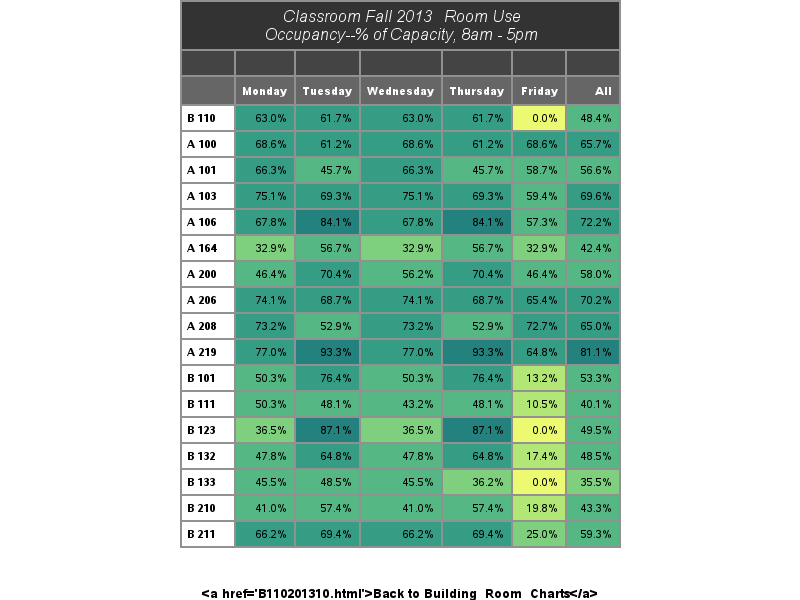 Classroom Fall 2013 Room Use
Occupancy--% of Capacity, 8am - 5pm
Monday Tuesday Wednesday Thursday Friday All
B 110 63.0% 61.7% 63.0% 61.7% 0.0% 48.4%
A 100 68.6% 61.2% 68.6% 61.2% 68.6% 65.7%
A 101 66.3% 45.7% 66.3% 45.7% 58.7% 56.6%
A 103 75.1% 69.3% 75.1% 69.3% 59.4% 69.6%
A 106 67.8% 84.1% 67.8% 84.1% 57.3% 72.2%
A 164 32.9% 56.7% 32.9% 56.7% 32.9% 42.4%
A 200 46.4% 70.4% 56.2% 70.4% 46.4% 58.0%
A 206 74.1% 68.7% 74.1% 68.7% 65.4% 70.2%
A 208 73.2% 52.9% 73.2% 52.9% 72.7% 65.0%
A 219 77.0% 93.3% 77.0% 93.3% 64.8% 81.1%
B 101 50.3% 76.4% 50.3% 76.4% 13.2% 53.3%
B 111 50.3% 48.1% 43.2% 48.1% 10.5% 40.1%
B 123 36.5% 87.1% 36.5% 87.1% 0.0% 49.5%
B 132 47.8% 64.8% 47.8% 64.8% 17.4% 48.5%
B 133 45.5% 48.5% 45.5% 36.2% 0.0% 35.5%
B 210 41.0% 57.4% 41.0% 57.4% 19.8% 43.3%
B 211 66.2% 69.4% 66.2% 69.4% 25.0% 59.3%
<a href='B110201310.html'>Back to Building Room Charts</a>